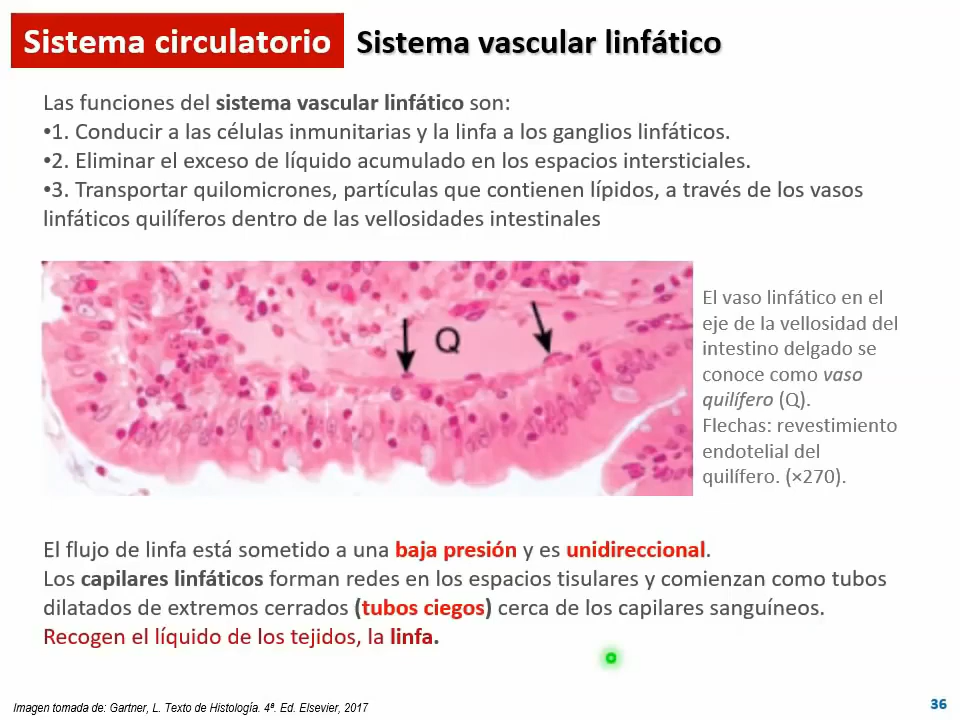 Sistema circulatorio Sistema vascular linfático
Las funciones del sistema vascular linfático son:
•1. Conducir a las células inmunitarias y la linfa a los ganglios linfáticos.
•2. Eliminar el exceso de líquido acumulado en los espacios intersticiales.
•3. Transportar quilomicrones, partículas que contienen lípidos, a través de los vasos
linfáticos quilíferos dentro de las vellosidades intestinales
Q
El vaso linfático en el
eje de la vellosidad del
intestino delgado se
conoce como vaso
quilífero (Q).
Flechas: revestimiento
endotelial del
quilífero. (×270).
El flujo de linfa está sometido a una baja presión y es unidireccional.
Los capilares linfáticos forman redes en los espacios tisulares y comienzan como tubos
dilatados de extremos cerrados (tubos ciegos) cerca de los capilares sanguíneos.
Recogen el líquido de los tejidos, la linfa.
Imagen tomada de: Gartner, L. Texto de Histología. 4ª. Ed. Elsevier, 2017
36